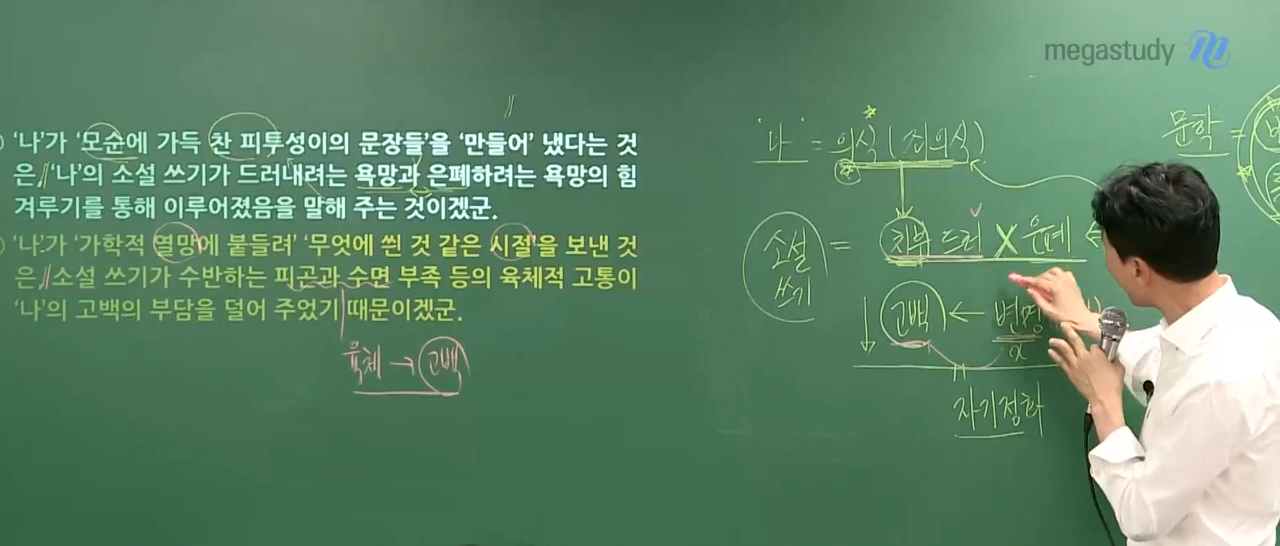 megastudy
'나'가 '모순에 가득 찬 피투성이의 문장들'을 '만들어' 냈다는 것
은, '나'의 소설 쓰기가 드러내려는 욕망과 은폐하려는 욕망의 힘
겨루기를 통해 이루어졌음을 말해 주는 것이겠군.
'나'가 '가학적 열망에 붙들려' '무엇에 씐 것 같은 시절'을 보낸 것
은, 소설 쓰기가 수반하는 피곤과 수면 부족 등의 육체적 고통이
'나'의 고백의 부담을 덜어 주었기 때문이겠군.
육체 → 고백
'나' = 의식 (죄의식)
소설 쓰기 = 치부 드러 X 은폐 ←
고백 ← 변명
자기정화
문학 =